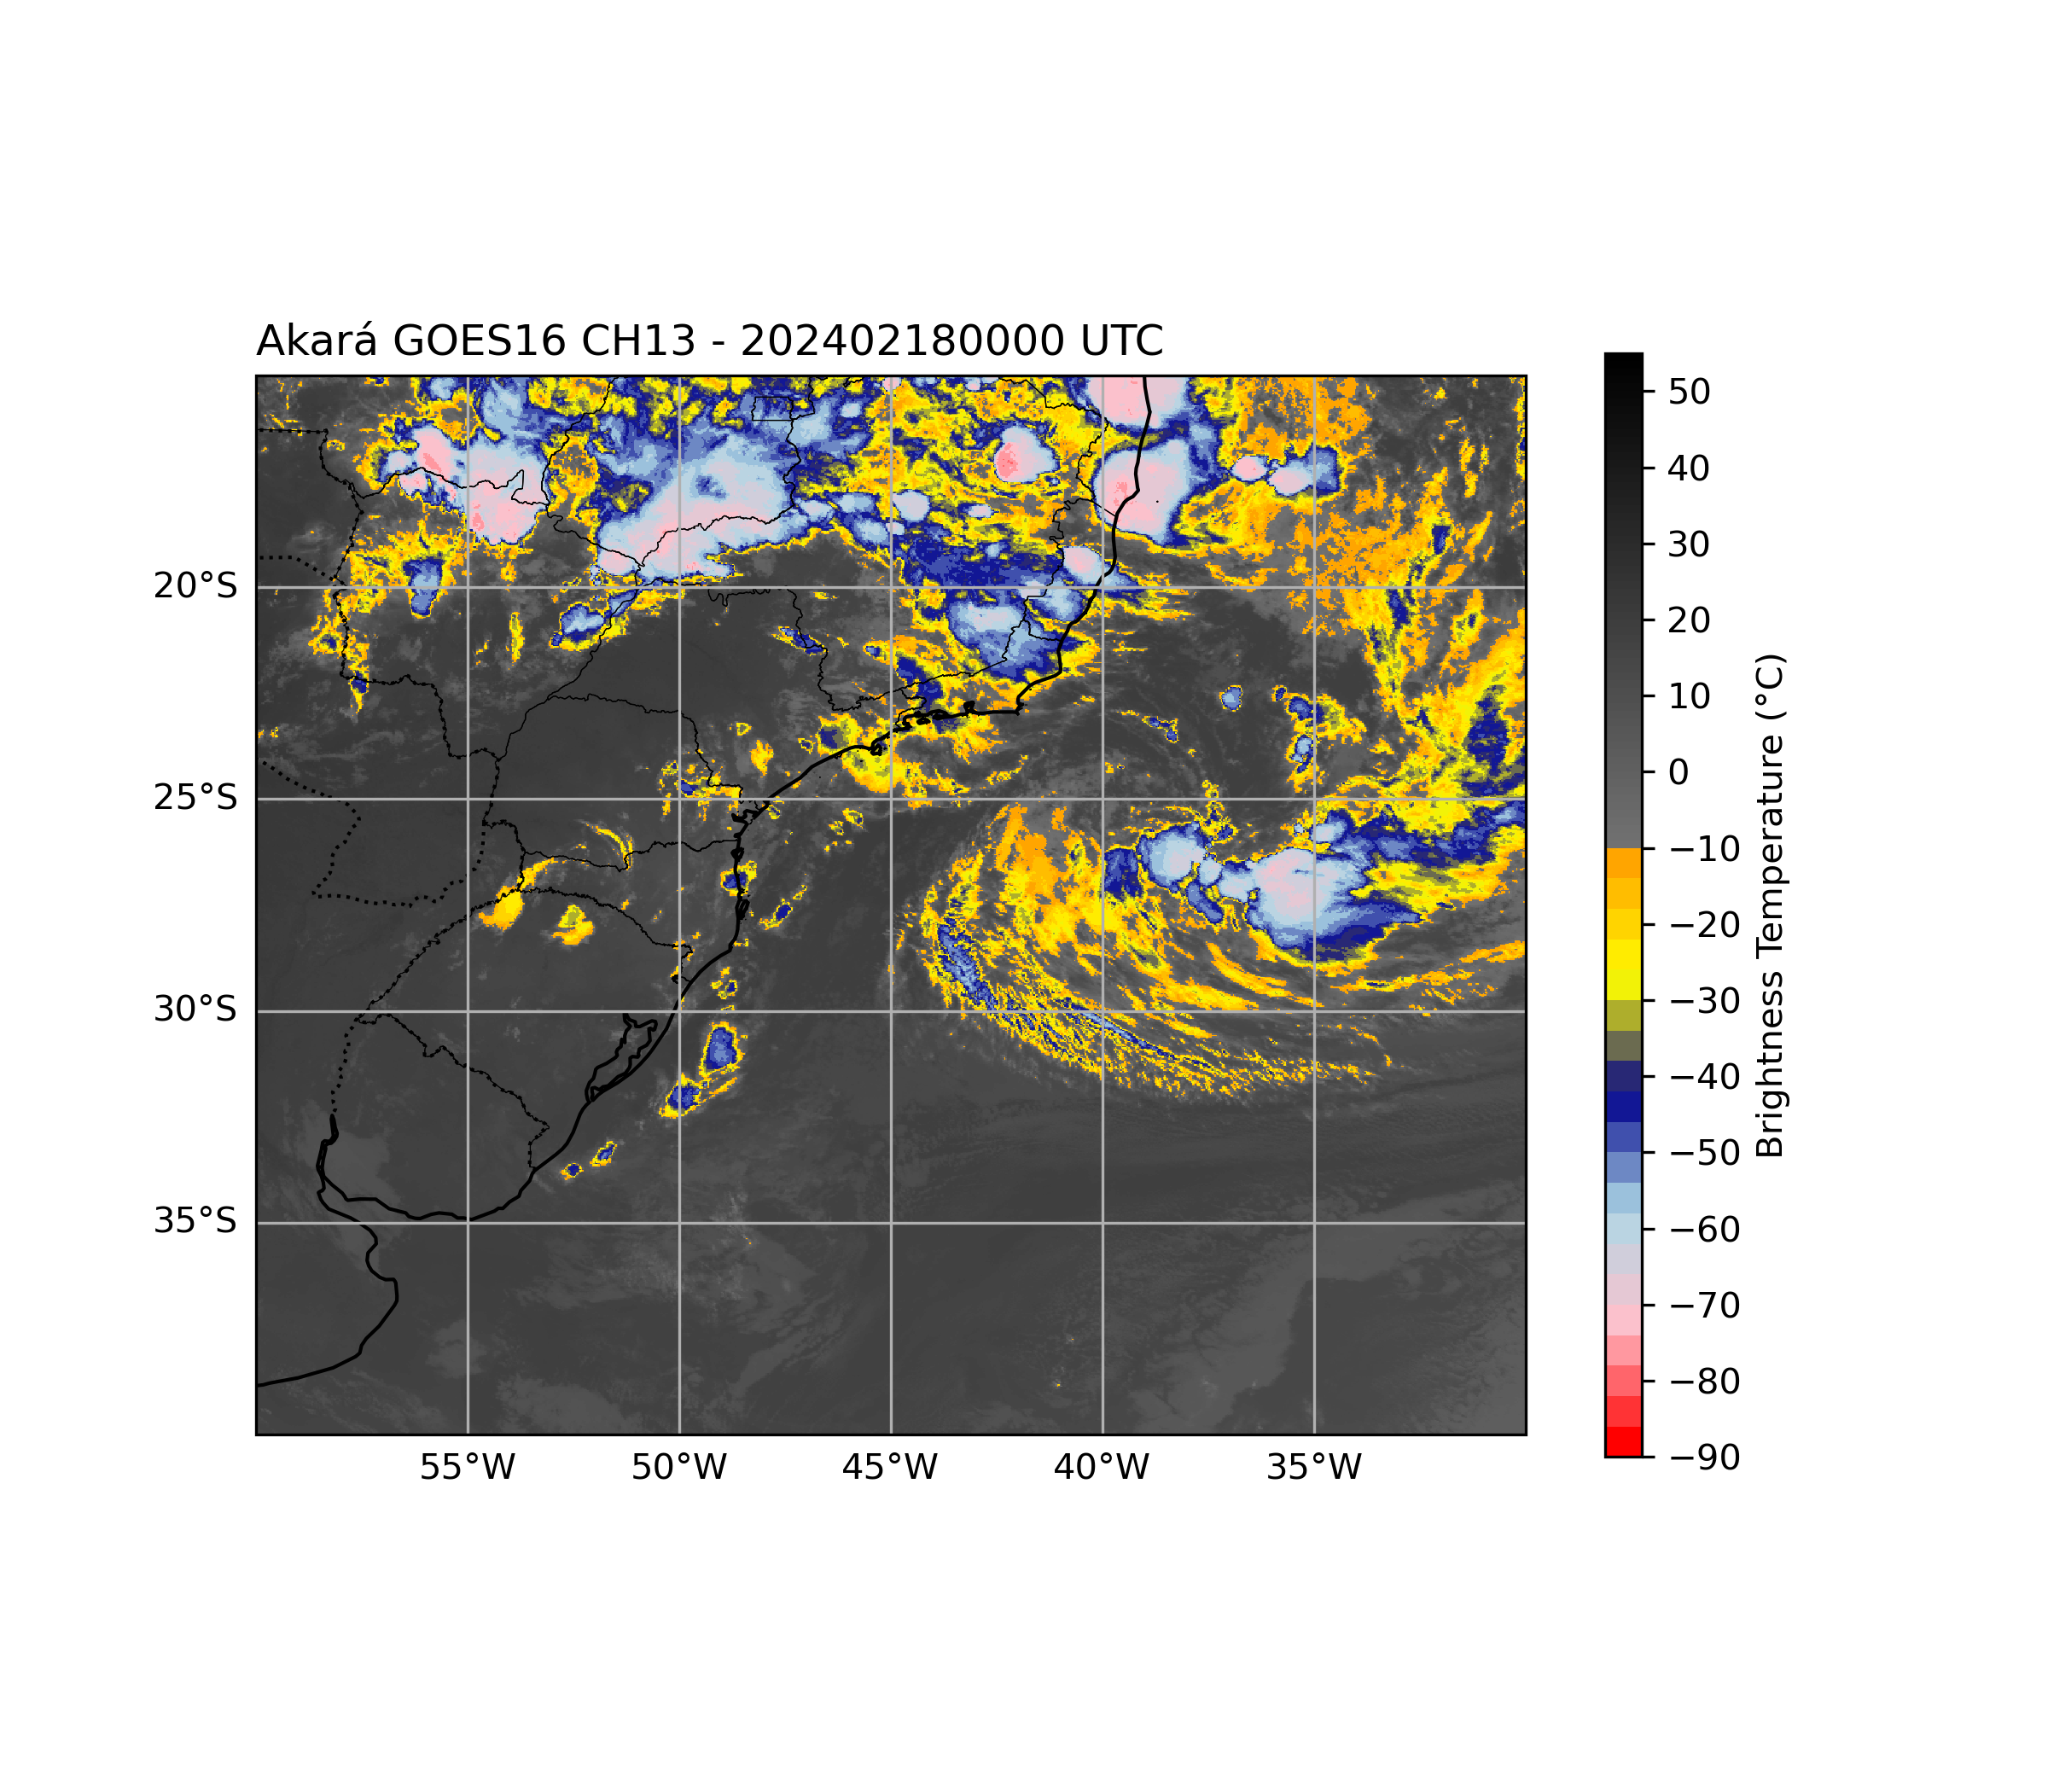 Akará GOES16 CH13 - 202402180000 UTC
20°S
25°S
30°S
35°S
55°W 50°W 45°W 40°W 35°W
50
40
30
20
10
0
−10
−20
−30
−40
−50
−60
−70
−80
−90
Brightness Temperature (°C)